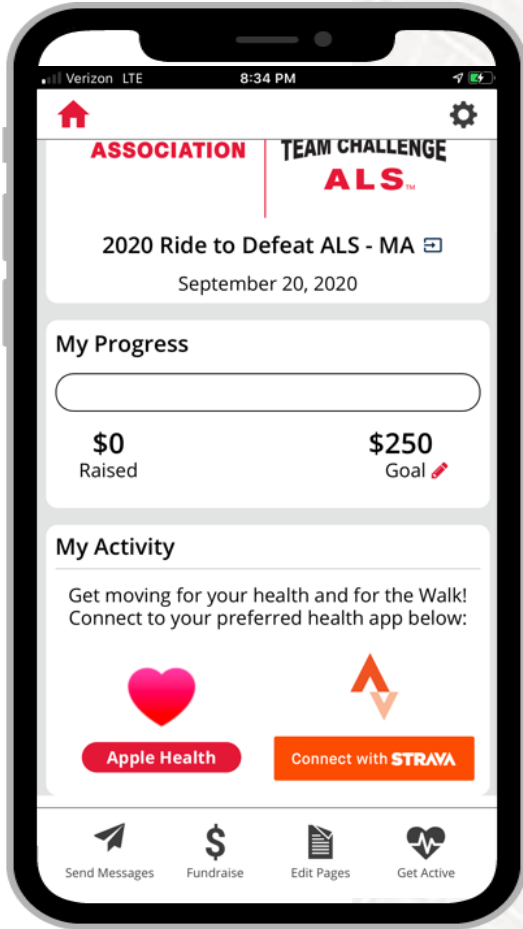 Verizon LTE 8:34 PM
ASSOCIATION TEAM CHALLENGE
ALS™
2020 Ride to Defeat ALS - MA
September 20, 2020
My Progress
$0 $250
Raised Goal
My Activity
Get moving for your health and for the Walk!
Connect to your preferred health app below:
Apple Health Connect with STRAVA
Send Messages Fundraise Edit Pages Get Active